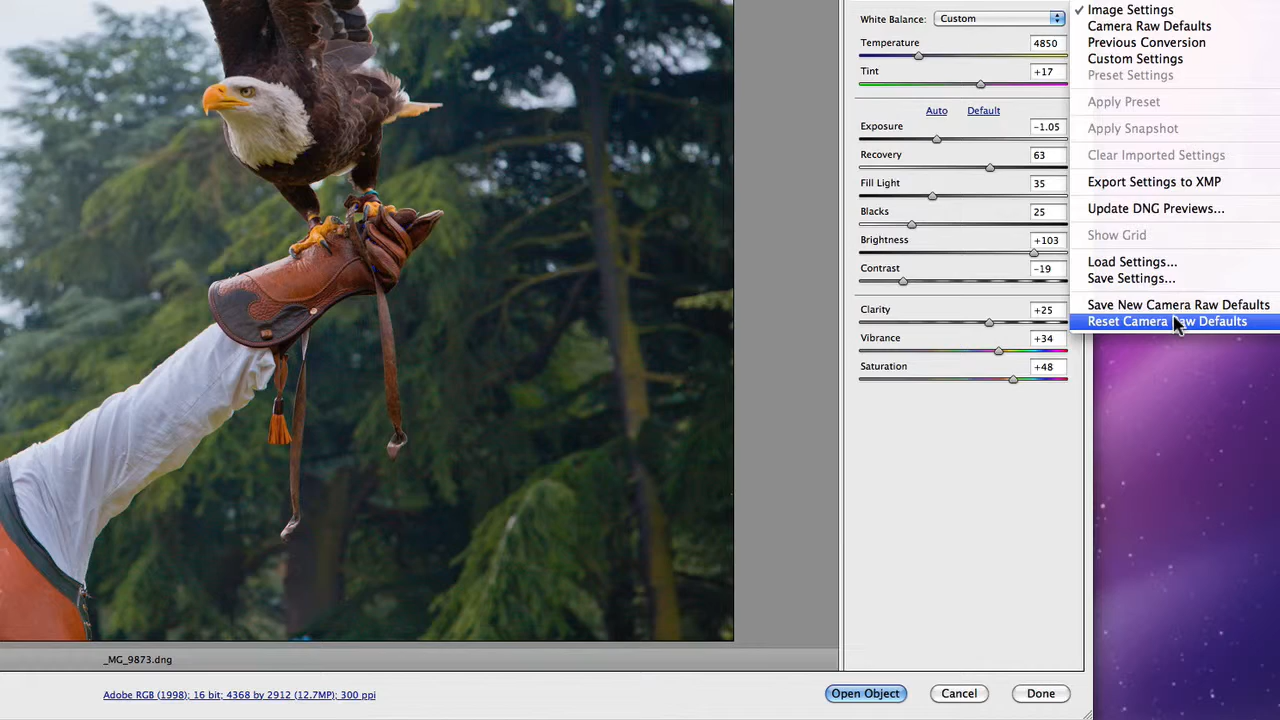 White Balance: Custom
Temperature 4850
Tint +17
Auto Default
Exposure -1.05
Recovery 63
Fill Light 35
Blacks 25
Brightness +103
Contrast -19
Clarity +25
Vibrance +34
Saturation +48
✓ Image Settings
Camera Raw Defaults
Previous Conversion
Custom Settings
Preset Settings
Apply Preset
Apply Snapshot
Clear Imported Settings
Export Settings to XMP
Update DNG Previews...
Show Grid
Load Settings...
Save Settings...
Save New Camera Raw Defaults
Reset Camera Raw Defaults
_MG_9873.dng
Adobe RGB (1998); 16 bit; 4368 by 2912 (12.7MP); 300 ppi
Open Object Cancel Done